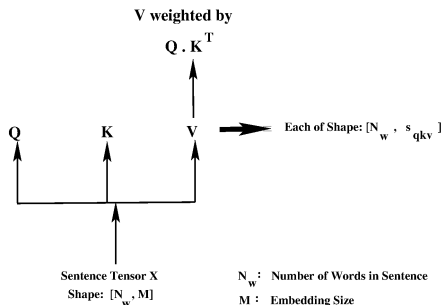 V weighted by
Q . K^T
Q K V
Each of Shape: [N_w , s_qkv ]
Sentence Tensor X
Shape: [N_w, M]
N_w : Number of Words in Sentence
M : Embedding Size